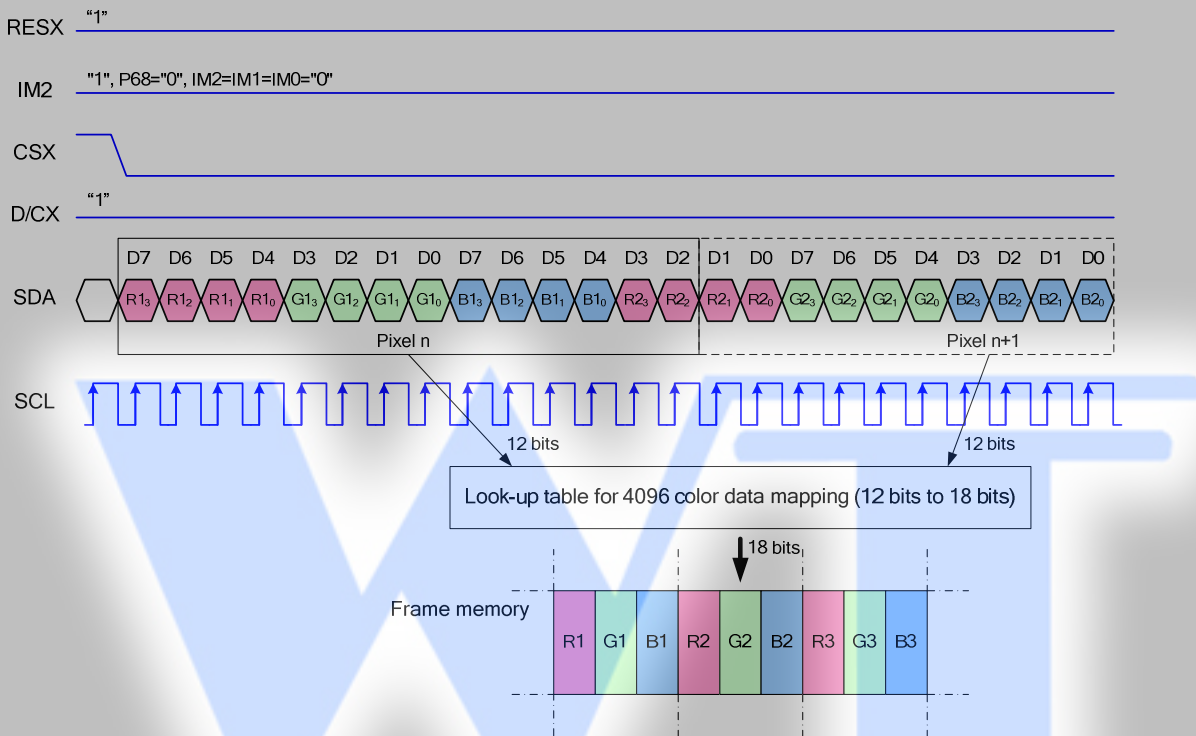 RESX “1”
IM2 "1", P68="0", IM2=IM1=IM0="0"
CSX
D/CX “1”
D7 D6 D5 D4 D3 D2 D1 D0 D7 D6 D5 D4 D3 D2 D1 D0 D7 D6 D5 D4 D3 D2 D1 D0
SDA R1₃ R1₂ R1₁ R1₀ G1₃ G1₂ G1₁ G1₀ B1₃ B1₂ B1₁ B1₀ R2₃ R2₂ R2₁ R2₀ G2₃ G2₂ G2₁ G2₀ B2₃ B2₂ B2₁ B2₀
Pixel n Pixel n+1
SCL
12 bits 12 bits
Look-up table for 4096 color data mapping (12 bits to 18 bits)
18 bits
Frame memory
R1 G1 B1 R2 G2 B2 R3 G3 B3
WT